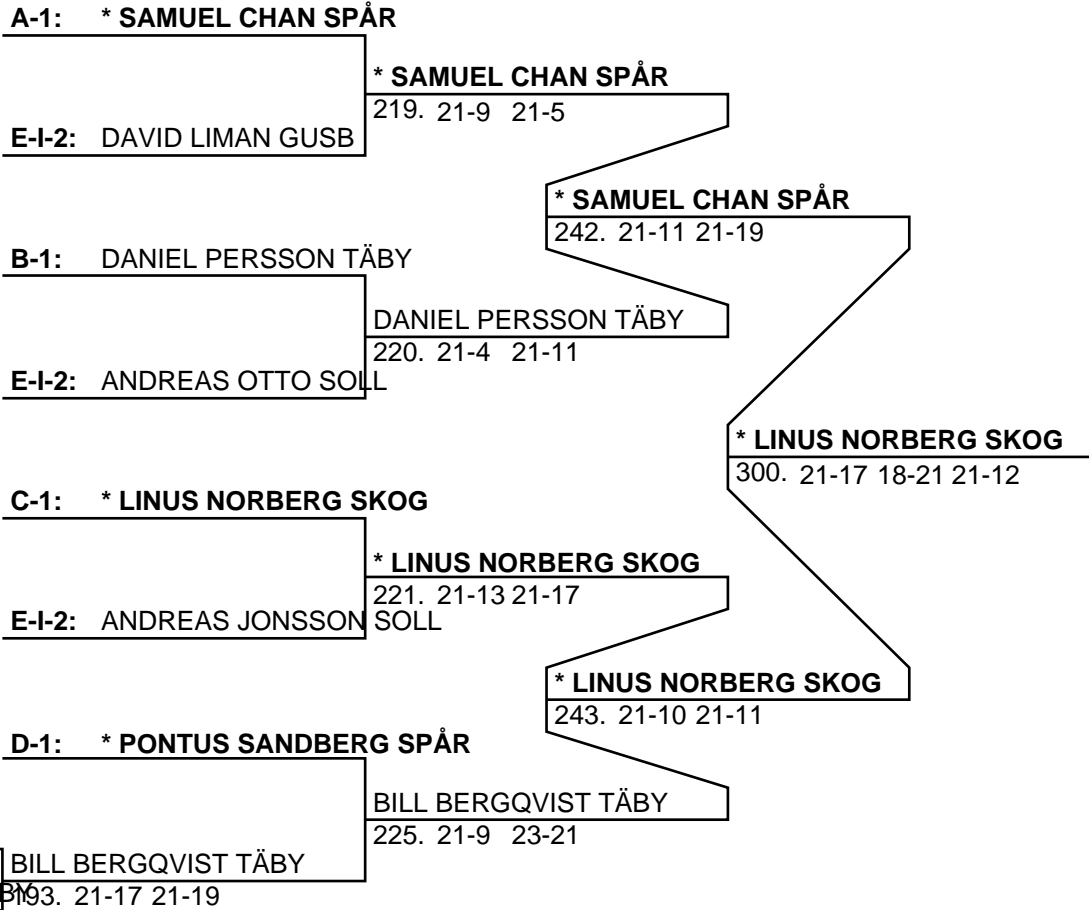 A-1: * SAMUEL CHAN SPÅR
* SAMUEL CHAN SPÅR
219. 21-9 21-5
E-I-2: DAVID LIMAN GUSB
* SAMUEL CHAN SPÅR
242. 21-11 21-19
B-1: DANIEL PERSSON TÄBY
DANIEL PERSSON TÄBY
220. 21-4 21-11
E-I-2: ANDREAS OTTO SOLL
* LINUS NORBERG SKOG
300. 21-17 18-21 21-12
C-1: * LINUS NORBERG SKOG
* LINUS NORBERG SKOG
221. 21-13 21-17
E-I-2: ANDREAS JONSSON SOLL
* LINUS NORBERG SKOG
243. 21-10 21-11
D-1: * PONTUS SANDBERG SPÅR
BILL BERGQVIST TÄBY
225. 21-9 23-21
BILL BERGQVIST TÄBY
193. 21-17 21-19